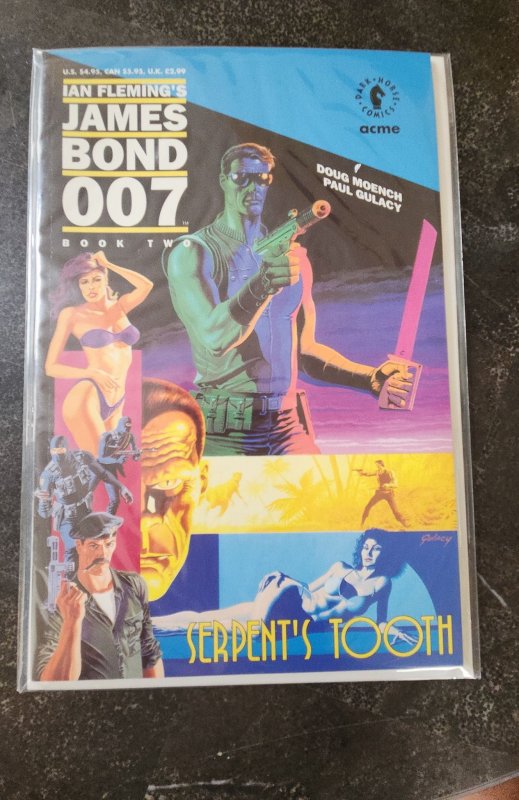 U.S. $4.95, CAN $5.95, U.K. £2.99
IAN FLEMING'S
JAMES
BOND
007™
BOOK TWO
DARK HORSE COMICS
acme
DOUG MOENCH
PAUL GULACY
Gulacy
SERPENT'S TOOTH